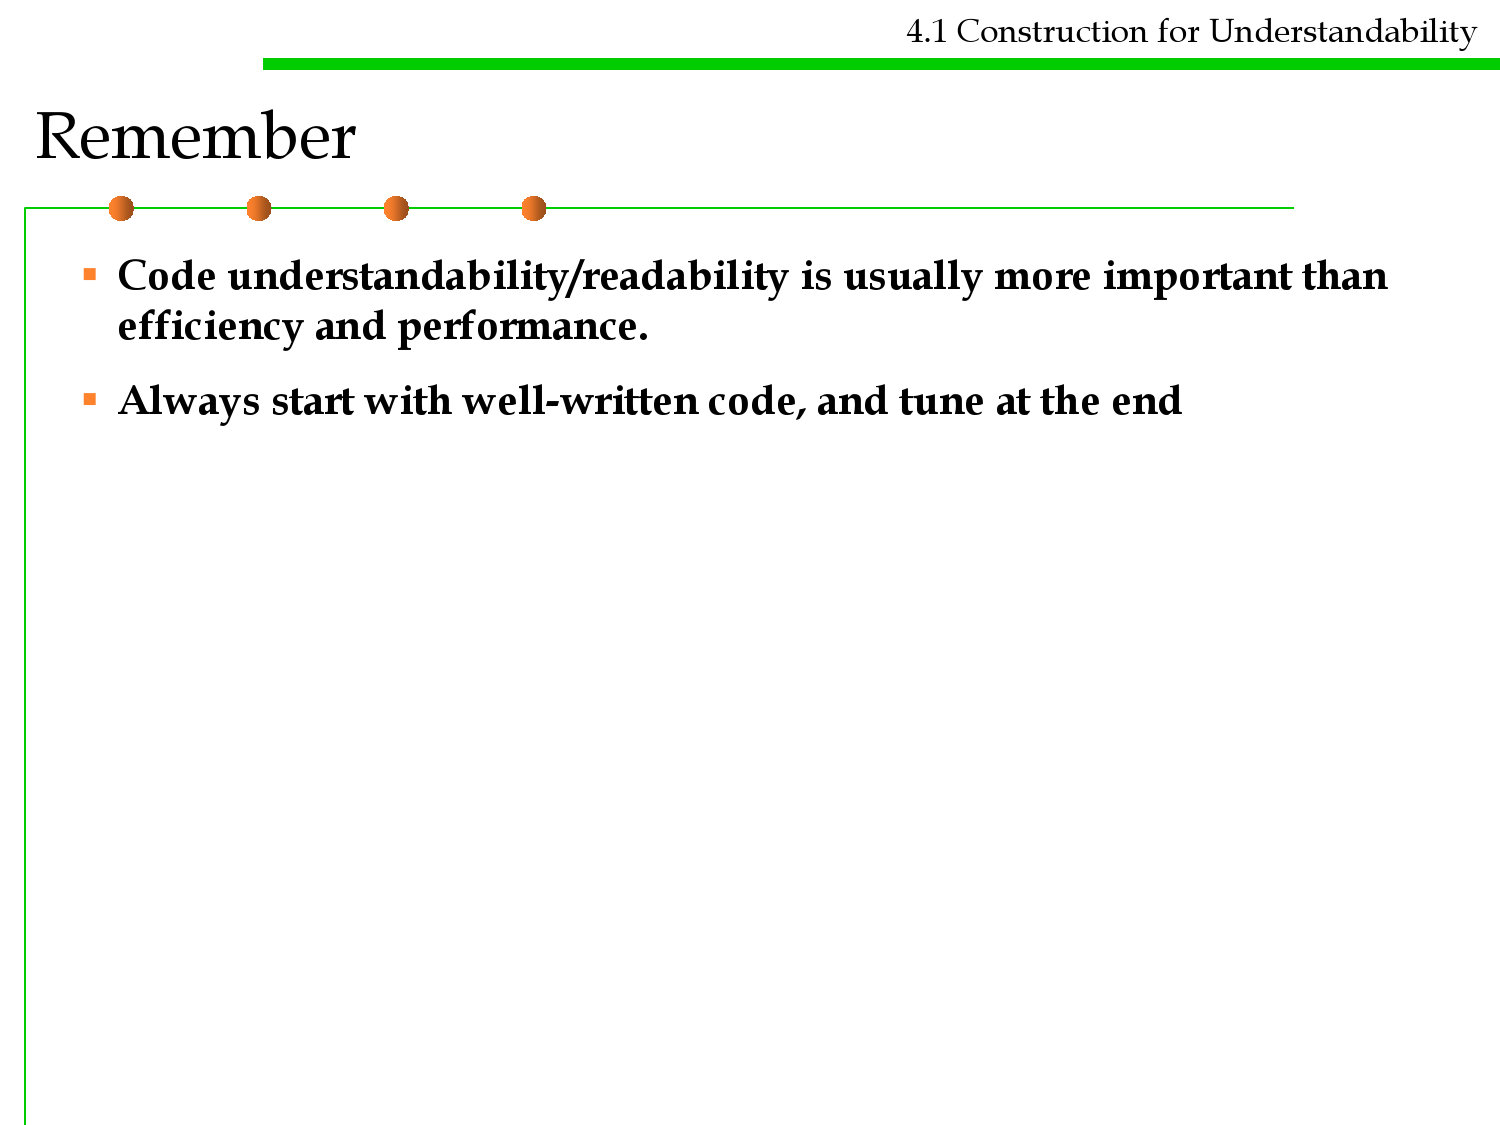 4.1 Construction for Understandability
Remember
▪ Code understandability/readability is usually more important than
efficiency and performance.
▪ Always start with well-written code, and tune at the end